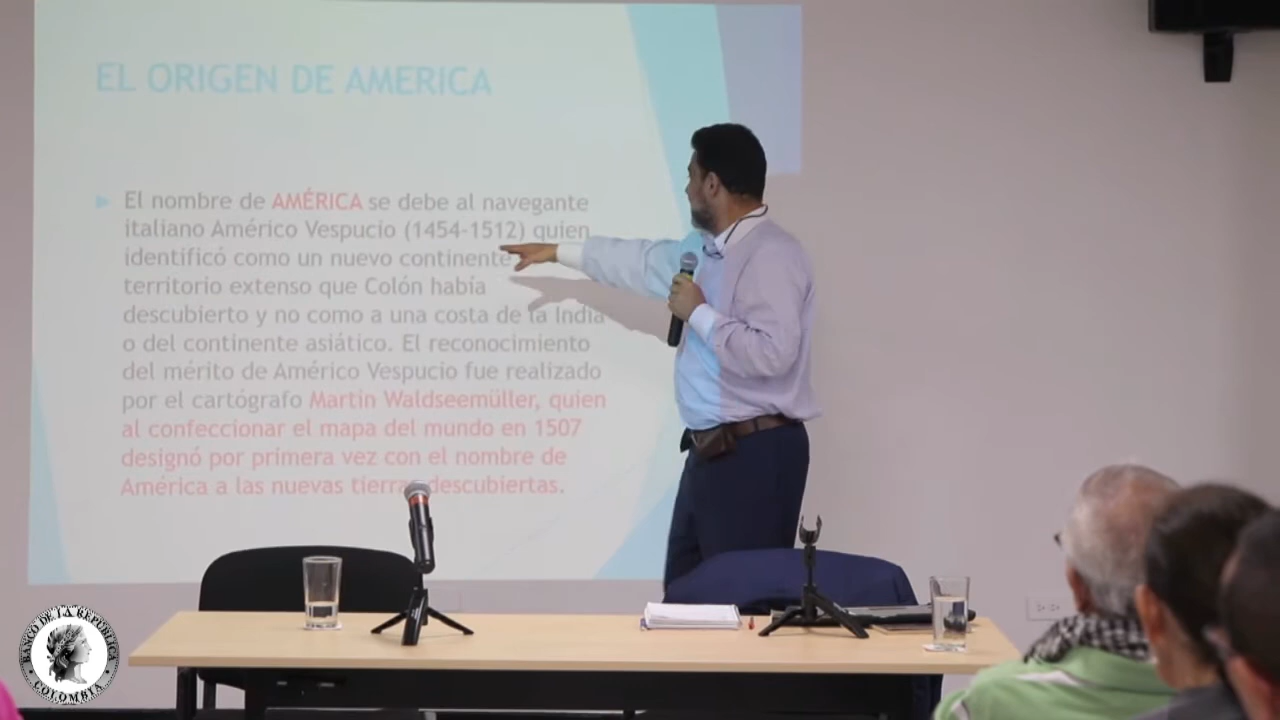 EL ORIGEN DE AMERICA
El nombre de AMÉRICA se debe al navegante
italiano Américo Vespucio (1454-1512) quien
identificó como un nuevo continente
territorio extenso que Colón había
descubierto y no como a una costa de la India
o del continente asiático. El reconocimiento
del mérito de Américo Vespucio fue realizado
por el cartógrafo Martin Waldseemüller, quien
al confeccionar el mapa del mundo en 1507
designó por primera vez con el nombre de
América a las nuevas tierras descubiertas.
BANCO DE LA REPUBLICA
COLOMBIA